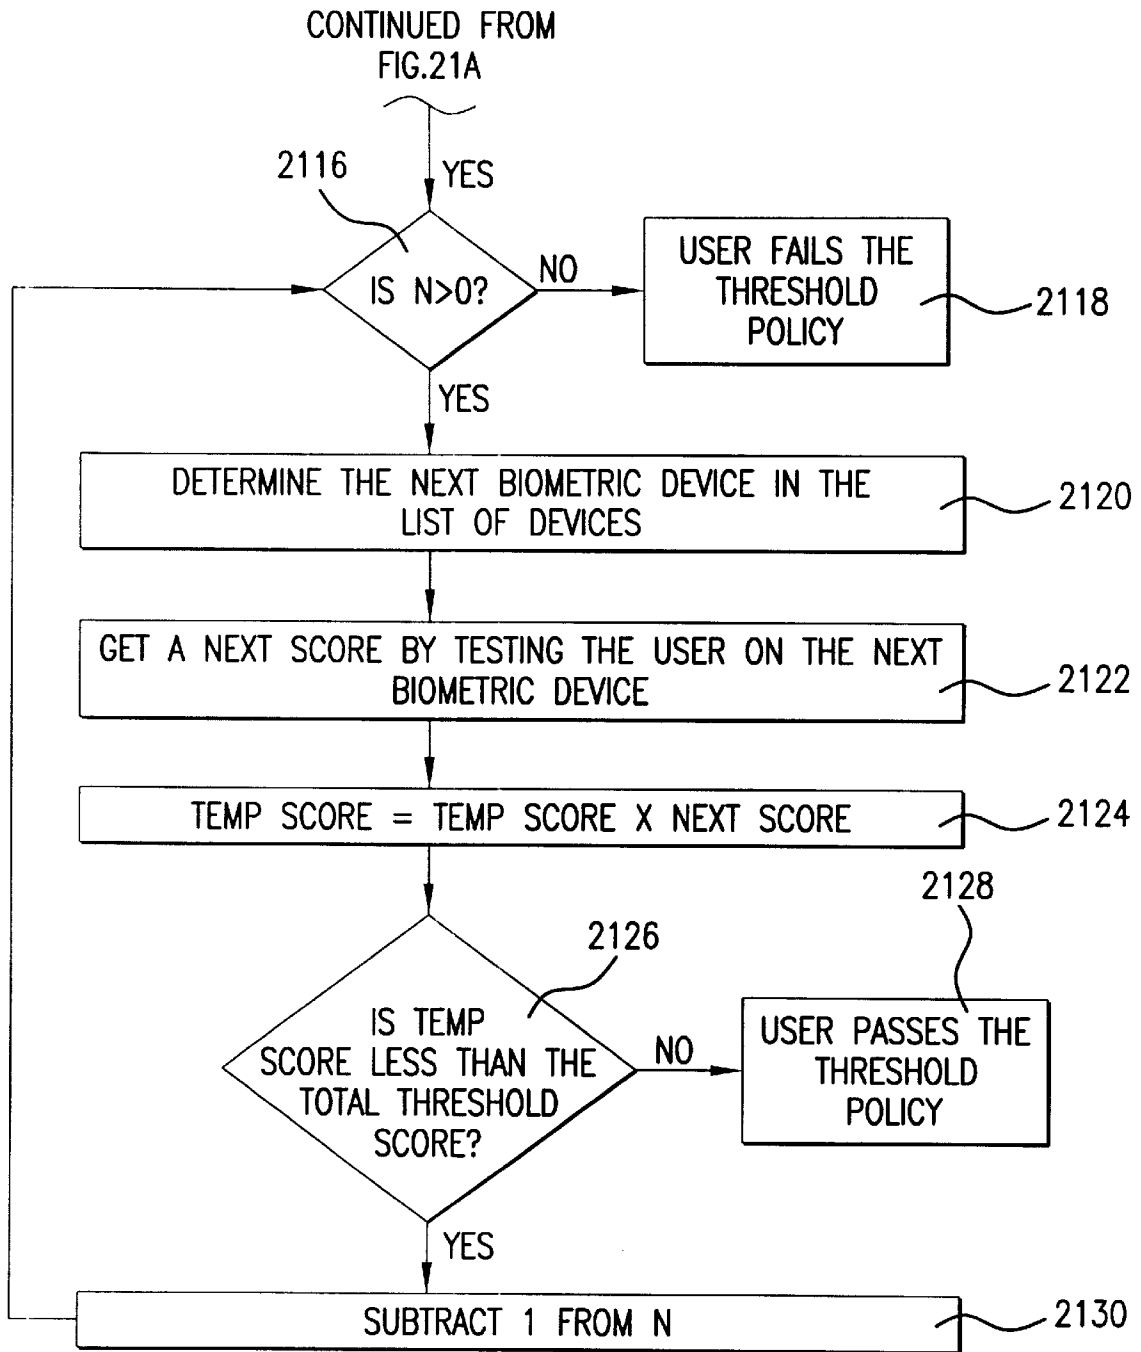 CONTINUED FROM
FIG.21A
YES
2116
IS N>0?
NO
USER FAILS THE
THRESHOLD
POLICY
2118
YES
DETERMINE THE NEXT BIOMETRIC DEVICE IN THE
LIST OF DEVICES
2120
GET A NEXT SCORE BY TESTING THE USER ON THE NEXT
BIOMETRIC DEVICE
2122
TEMP SCORE = TEMP SCORE X NEXT SCORE
2124
2126
IS TEMP
SCORE LESS THAN THE
TOTAL THRESHOLD
SCORE?
NO
2128
USER PASSES THE
THRESHOLD
POLICY
YES
SUBTRACT 1 FROM N
2130